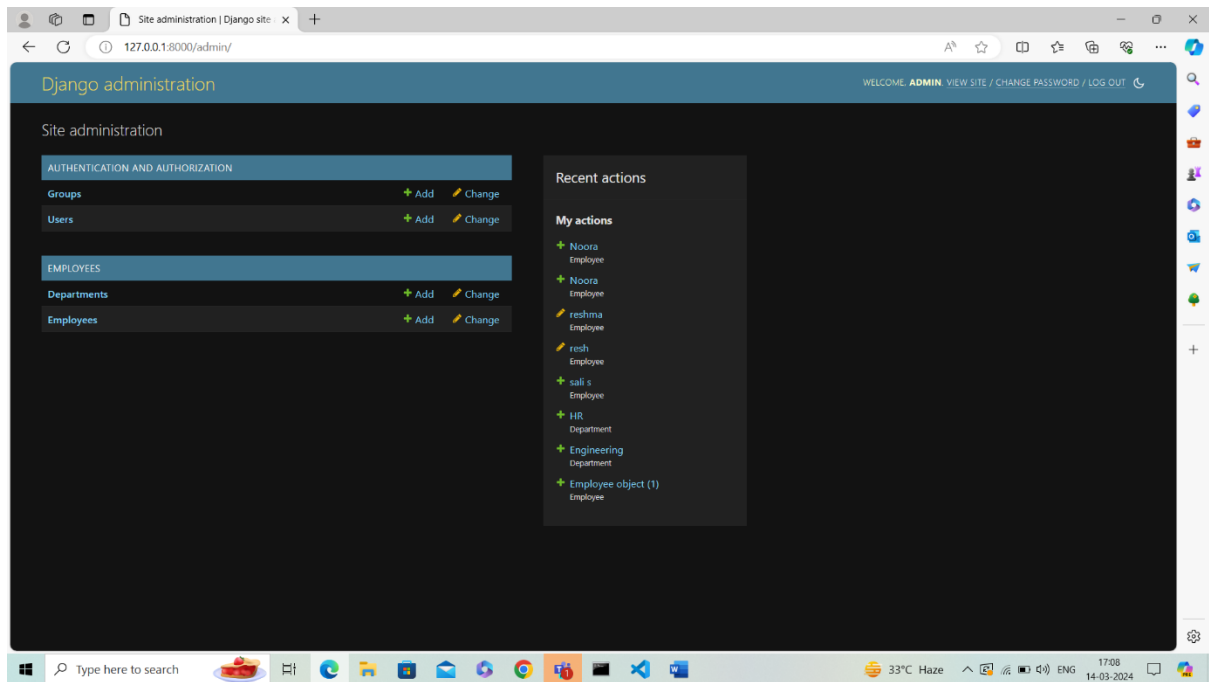 Site administration | Django site
127.0.0.1:8000/admin/
Django administration
WELCOME, ADMIN. VIEW SITE / CHANGE PASSWORD / LOG OUT
Site administration
AUTHENTICATION AND AUTHORIZATION
Groups + Add Change
Users + Add Change
EMPLOYEES
Departments + Add Change
Employees + Add Change
Recent actions
My actions
+ Noora
Employee
+ Noora
Employee
reshma
Employee
resh
Employee
+ sali s
Employee
+ HR
Department
+ Engineering
Department
+ Employee object (1)
Employee
Type here to search
33°C Haze
ENG
17:08
14-03-2024